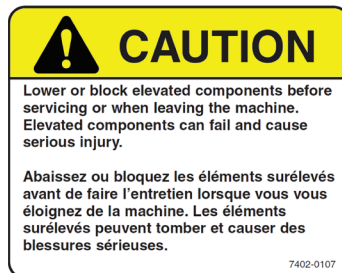 CAUTION
Lower or block elevated components before
servicing or when leaving the machine.
Elevated components can fail and cause
serious injury.
Abaissez ou bloquez les éléments surélevés
avant de faire l'entretien lorsque vous vous
éloignez de la machine. Les éléments
surélevés peuvent tomber et causer des
blessures sérieuses.
7402-0107